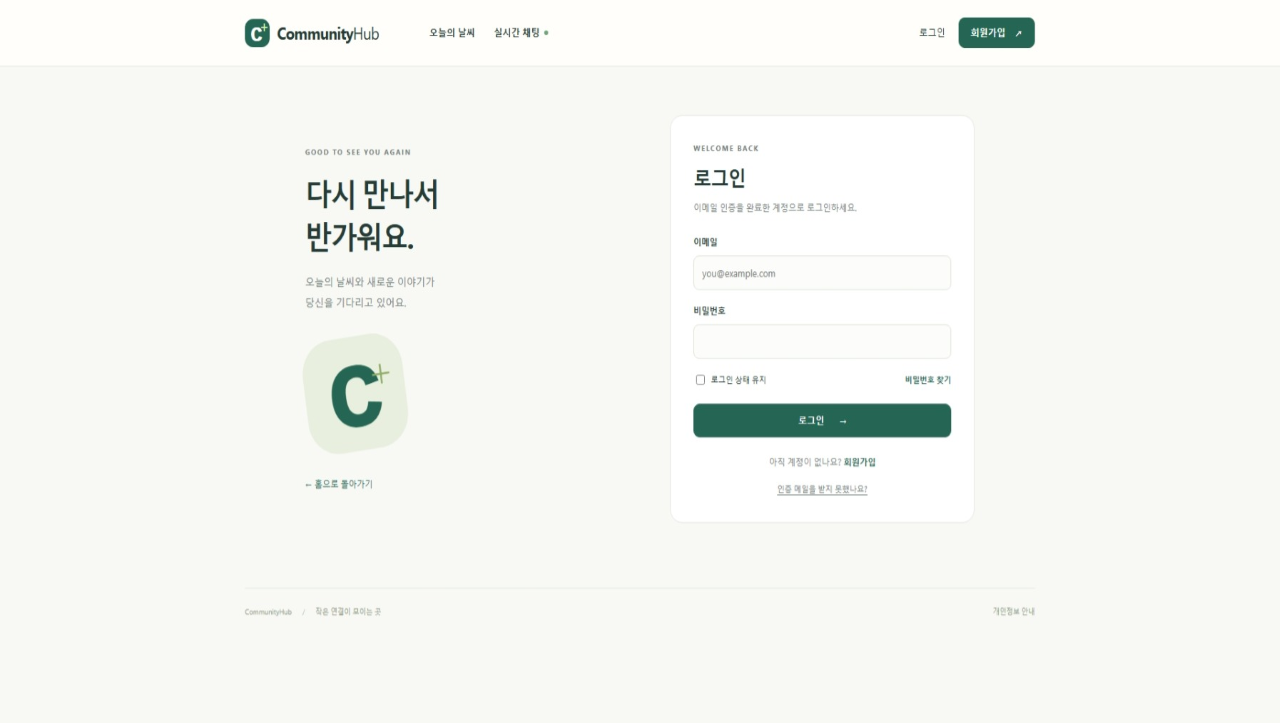 C+ CommunityHub 오늘의 날씨 실시간 채팅 로그인 회원가입 ↗
GOOD TO SEE YOU AGAIN
다시 만나서
반가워요.
오늘의 날씨와 새로운 이야기가
당신을 기다리고 있어요.
C+
← 홈으로 돌아가기
WELCOME BACK
로그인
이메일 인증을 완료한 계정으로 로그인하세요.
이메일
you@example.com
비밀번호
로그인 상태 유지 비밀번호 찾기
로그인 →
아직 계정이 없나요? 회원가입
인증 메일을 받지 못했나요?
CommunityHub / 작은 연결이 모이는 곳 개인정보 안내